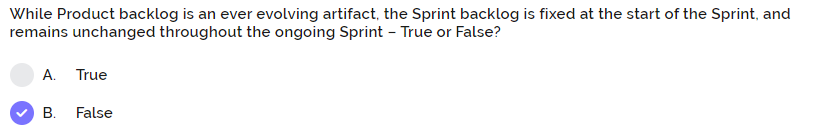 While Product backlog is an ever evolving artifact, the Sprint backlog is fixed at the start of the Sprint, and
remains unchanged throughout the ongoing Sprint – True or False?
A. True
B. False